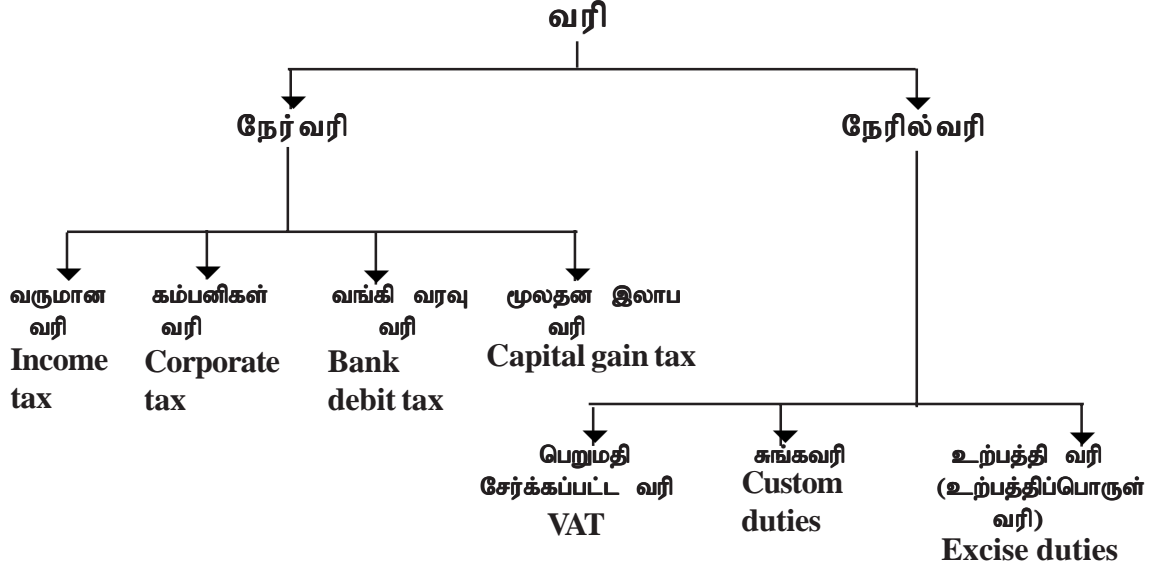 வரி
நேர்வரி
நேரில்வரி
வருமான
வரி
Income
tax
கம்பனிகள்
வரி
Corporate
tax
வங்கி வரவு
வரி
Bank
debit tax
மூலதன இலாப
வரி
Capital gain tax
பெறுமதி
சேர்க்கப்பட்ட வரி
VAT
சுங்கவரி
Custom
duties
உற்பத்தி வரி
(உற்பத்திப்பொருள்
வரி)
Excise duties